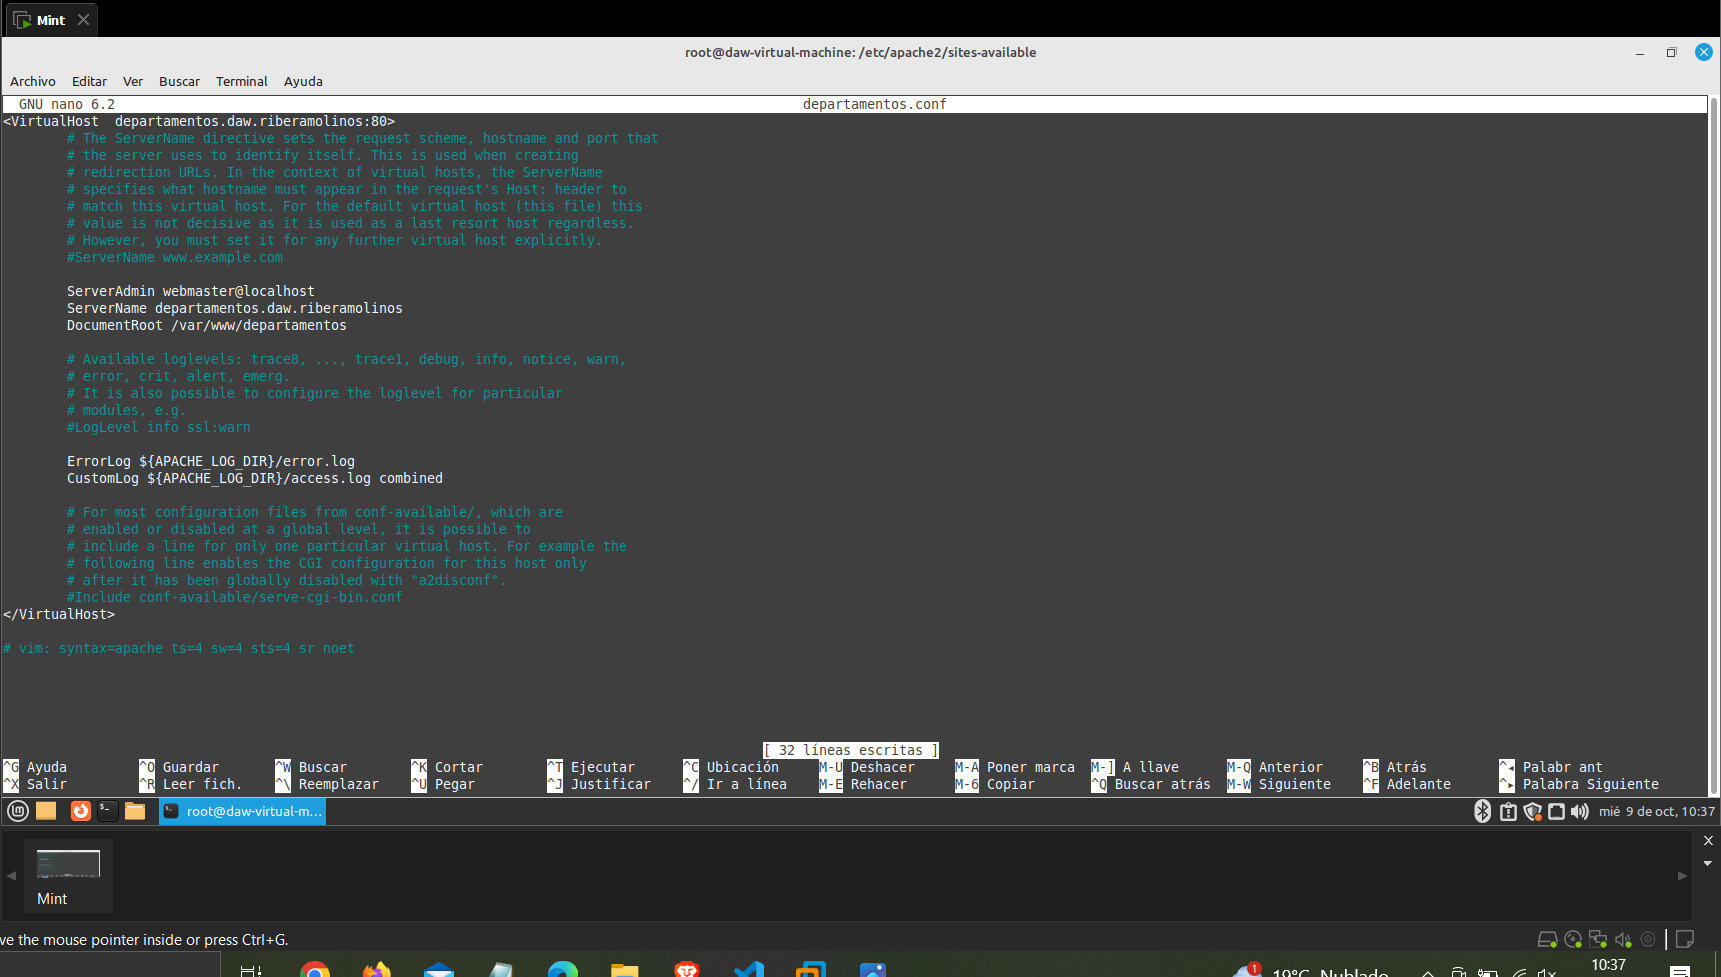 Mint
root@daw-virtual-machine: /etc/apache2/sites-available
Archivo Editar Ver Buscar Terminal Ayuda
GNU nano 6.2 departamentos.conf
<VirtualHost  departamentos.daw.riberamolinos:80>
# The ServerName directive sets the request scheme, hostname and port that
# the server uses to identify itself. This is used when creating
# redirection URLs. In the context of virtual hosts, the ServerName
# specifies what hostname must appear in the request's Host: header to
# match this virtual host. For the default virtual host (this file) this
# value is not decisive as it is used as a last resort host regardless.
# However, you must set it for any further virtual host explicitly.
#ServerName www.example.com
ServerAdmin webmaster@localhost
ServerName departamentos.daw.riberamolinos
DocumentRoot /var/www/departamentos
# Available loglevels: trace8, ..., trace1, debug, info, notice, warn,
# error, crit, alert, emerg.
# It is also possible to configure the loglevel for particular
# modules, e.g.
#LogLevel info ssl:warn
ErrorLog ${APACHE_LOG_DIR}/error.log
CustomLog ${APACHE_LOG_DIR}/access.log combined
# For most configuration files from conf-available/, which are
# enabled or disabled at a global level, it is possible to
# include a line for only one particular virtual host. For example the
# following line enables the CGI configuration for this host only
# after it has been globally disabled with "a2disconf".
#Include conf-available/serve-cgi-bin.conf
</VirtualHost>
# vim: syntax=apache ts=4 sw=4 sts=4 sr noet
[ 32 líneas escritas ]
^G Ayuda ^O Guardar ^W Buscar ^K Cortar ^T Ejecutar ^C Ubicación M-U Deshacer M-A Poner marca M-] A llave M-Q Anterior ^B Atrás ^◂ Palabr ant
^X Salir ^R Leer fich. ^\ Reemplazar ^U Pegar ^J Justificar ^/ Ir a línea M-E Rehacer M-6 Copiar ^Q Buscar atrás M-W Siguiente ^F Adelante ^▸ Palabra Siguiente
root@daw-virtual-m... mié 9 de oct, 10:37
Mint
ve the mouse pointer inside or press Ctrl+G.
1 19°C Nublado 10:37